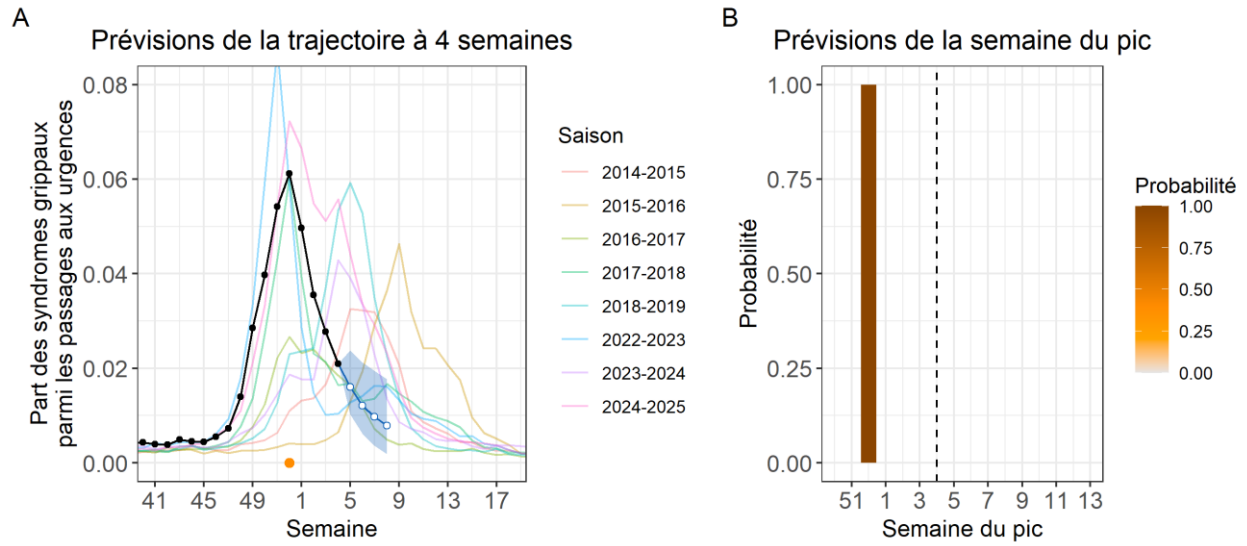 A
Prévisions de la trajectoire à 4 semaines
Part des syndromes grippaux
parmi les passages aux urgences
0.08
0.06
0.04
0.02
0.00
41 45 49 1 5 9 13 17
Semaine
Saison
2014-2015
2015-2016
2016-2017
2017-2018
2018-2019
2022-2023
2023-2024
2024-2025
B
Prévisions de la semaine du pic
Probabilité
1.00
0.75
0.50
0.25
0.00
51 1 3 5 7 9 11 13
Semaine du pic
Probabilité
1.00
0.75
0.50
0.25
0.00